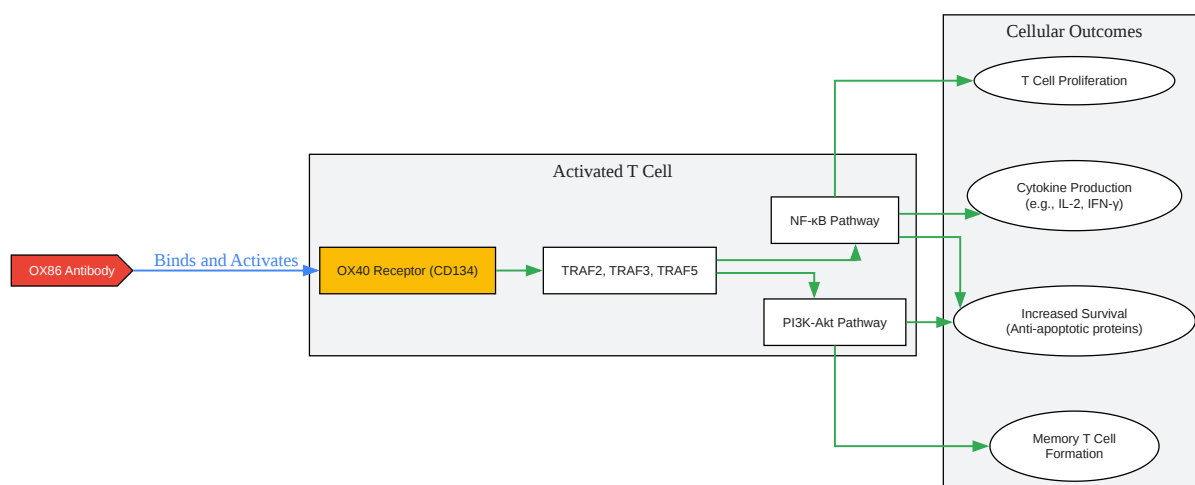 Cellular Outcomes
T Cell Proliferation
Activated T Cell
Cytokine Production
(e.g., IL-2, IFN-γ)
NF-κB Pathway
Binds and Activates
OX86 Antibody
OX40 Receptor (CD134)
TRAF2, TRAF3, TRAF5
PI3K-Akt Pathway
Increased Survival
(Anti-apoptotic proteins)
Memory T Cell
Formation